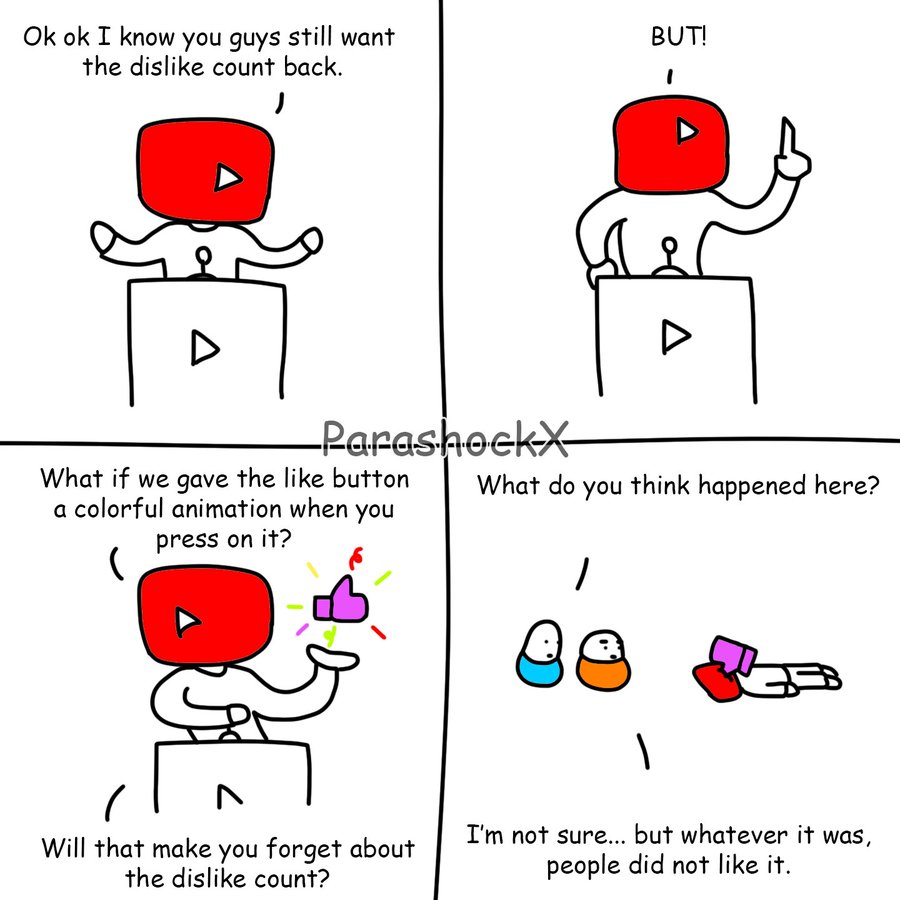 Ok ok I know you guys still want
the dislike count back.
BUT!
ParashockX
What if we gave the like button
a colorful animation when you
press on it?
Will that make you forget about
the dislike count?
What do you think happened here?
I'm not sure... but whatever it was,
people did not like it.